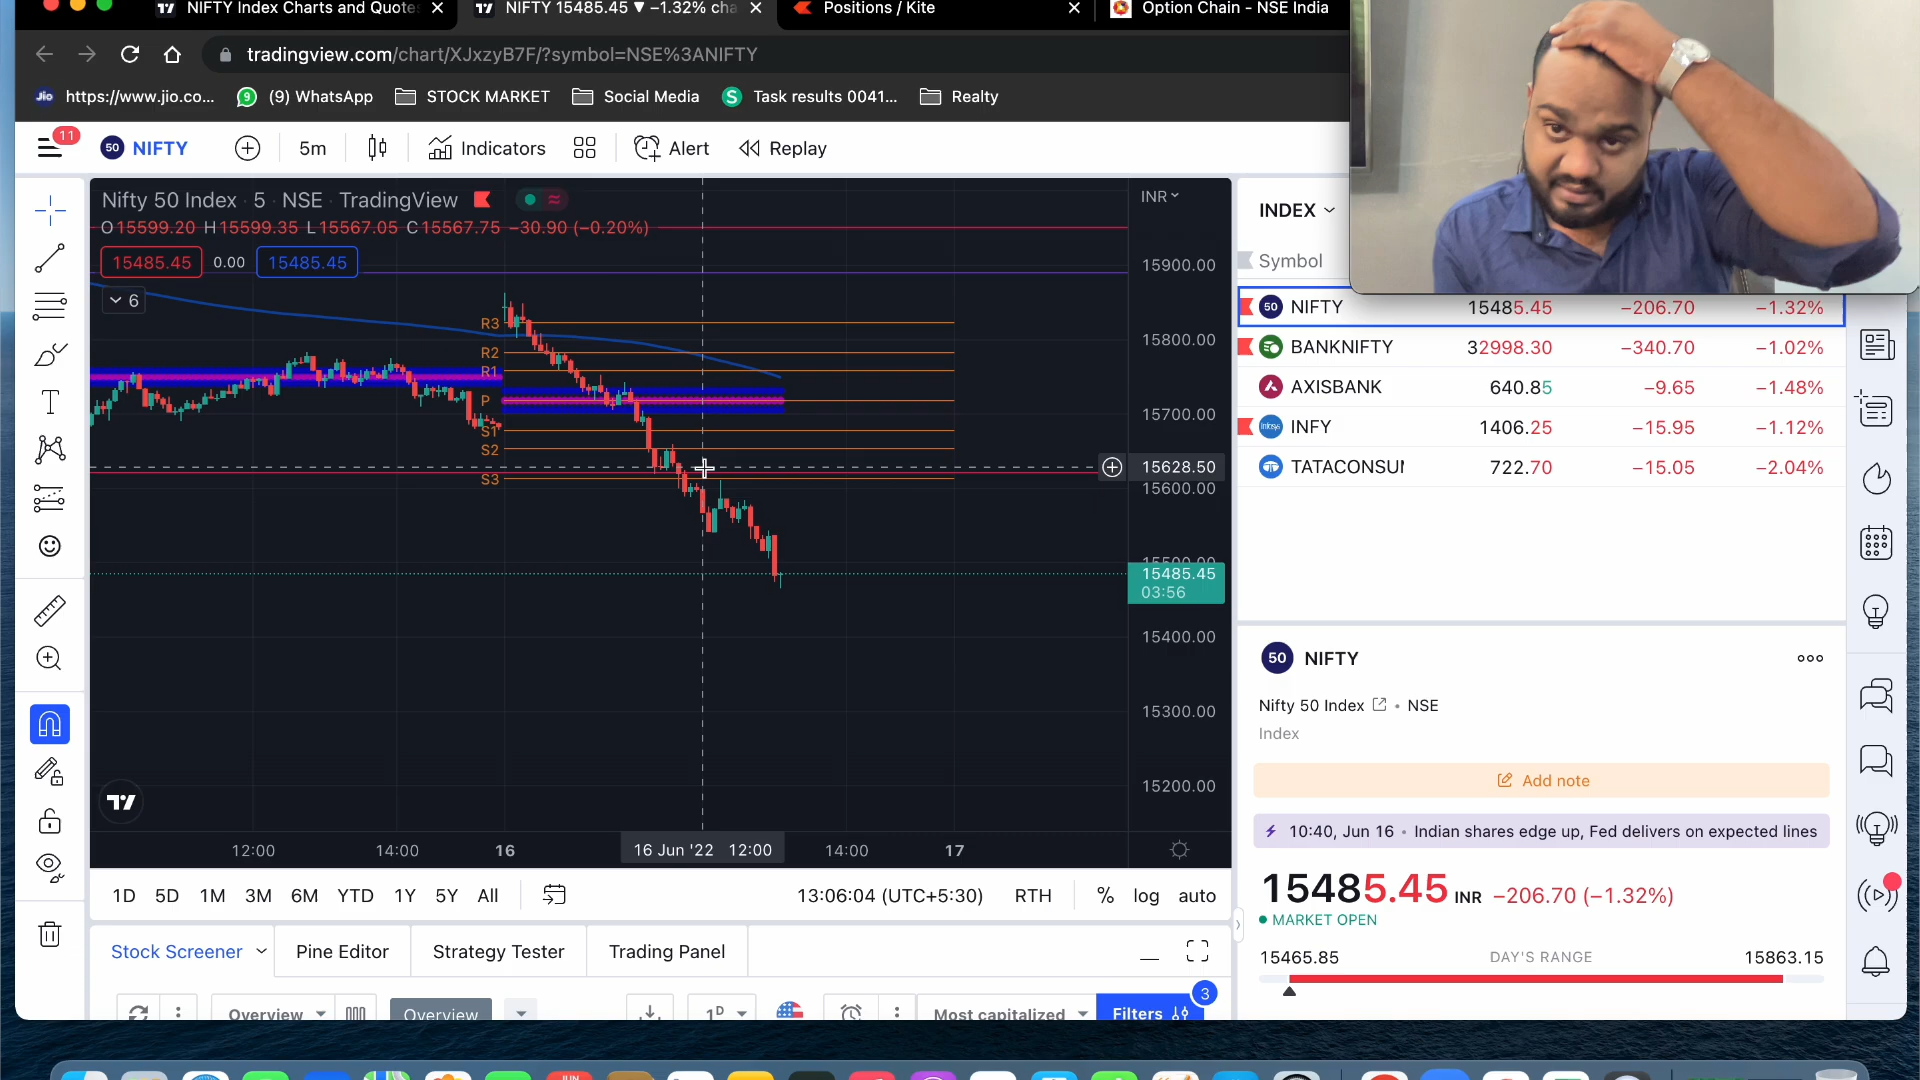 NIFTY Index Charts and Quotes
NIFTY 15485.45 ▼ −1.32% cha
Positions / Kite
Option Chain - NSE India
tradingview.com/chart/XJxzyB7F/?symbol=NSE%3ANIFTY
Jio https://www.jio.co...
9 (9) WhatsApp
STOCK MARKET
Social Media
S Task results 0041...
Realty
11
50 NIFTY
5m
Indicators
Alert
Replay
Nifty 50 Index · 5 · NSE · TradingView
O15599.20 H15599.35 L15567.05 C15567.75 −30.90 (−0.20%)
15485.45 0.00 15485.45
6
INR
15900.00
15800.00
15700.00
15628.50
15600.00
15500.00
15485.45
03:56
15400.00
15300.00
15200.00
R3
R2
R1
P
S1
S2
S3
12:00 14:00 16 16 Jun '22 12:00 14:00 17
1D 5D 1M 3M 6M YTD 1Y 5Y All
13:06:04 (UTC+5:30) RTH % log auto
Stock Screener Pine Editor Strategy Tester Trading Panel
Overview Overview 1D Most capitalized Filters 3
INDEX
Symbol
50 NIFTY 15485.45 −206.70 −1.32%
BANKNIFTY 32998.30 −340.70 −1.02%
AXISBANK 640.85 −9.65 −1.48%
Infosys INFY 1406.25 −15.95 −1.12%
TATACONSUM 722.70 −15.05 −2.04%
50 NIFTY
Nifty 50 Index • NSE
Index
Add note
10:40, Jun 16 • Indian shares edge up, Fed delivers on expected lines
15485.45 INR −206.70 (−1.32%)
MARKET OPEN
15465.85 DAY'S RANGE 15863.15
JUN